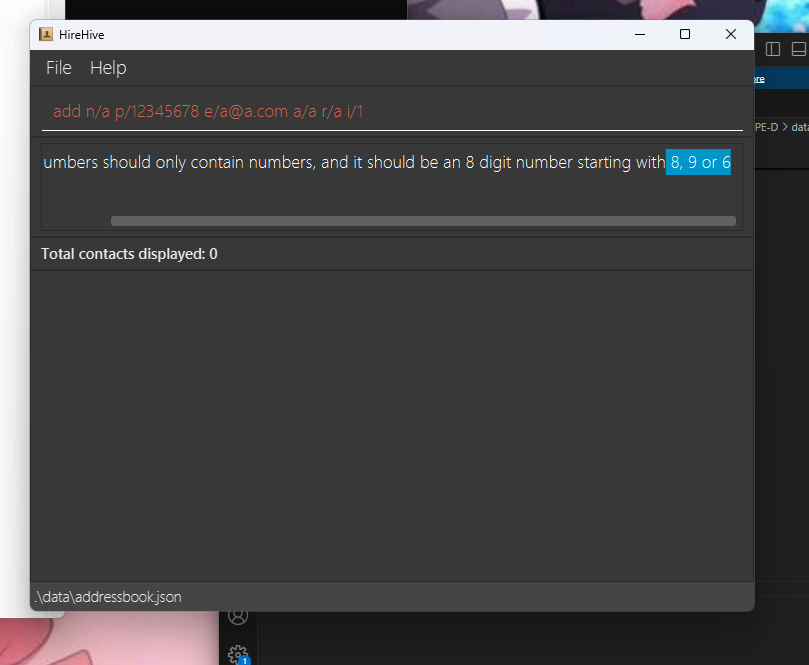 HireHive
File Help
add n/a p/12345678 e/a@a.com a/a r/a i/1
umbers should only contain numbers, and it should be an 8 digit number starting with 8, 9 or 6
Total contacts displayed: 0
.\data\addressbook.json
re
PE-D > data
1